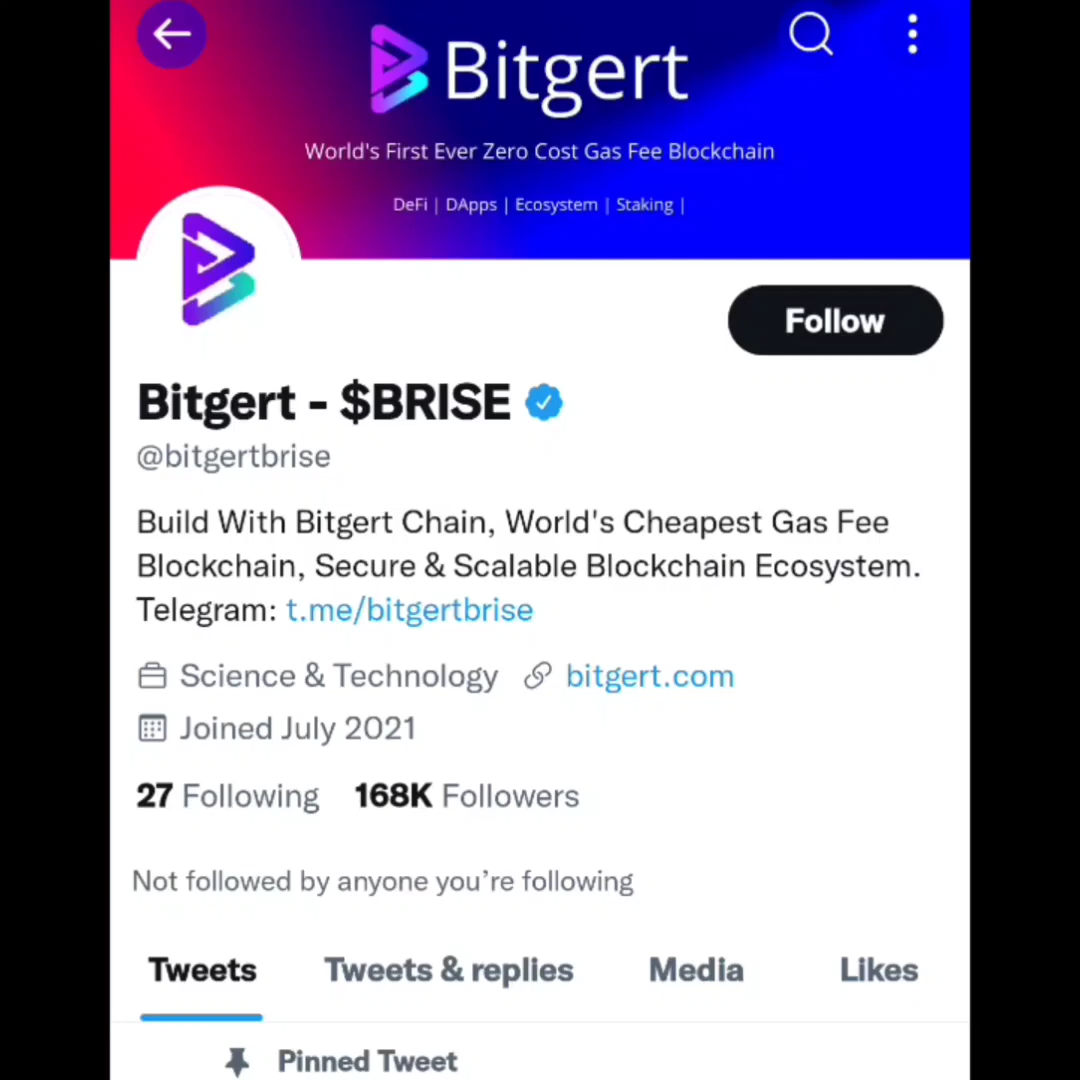 Bitgert
World's First Ever Zero Cost Gas Fee Blockchain
DeFi | DApps | Ecosystem | Staking |
Follow
Bitgert - $BRISE
@bitgertbrise
Build With Bitgert Chain, World's Cheapest Gas Fee
Blockchain, Secure & Scalable Blockchain Ecosystem.
Telegram: t.me/bitgertbrise
Science & Technology bitgert.com
Joined July 2021
27 Following 168K Followers
Not followed by anyone you’re following
Tweets Tweets & replies Media Likes
Pinned Tweet